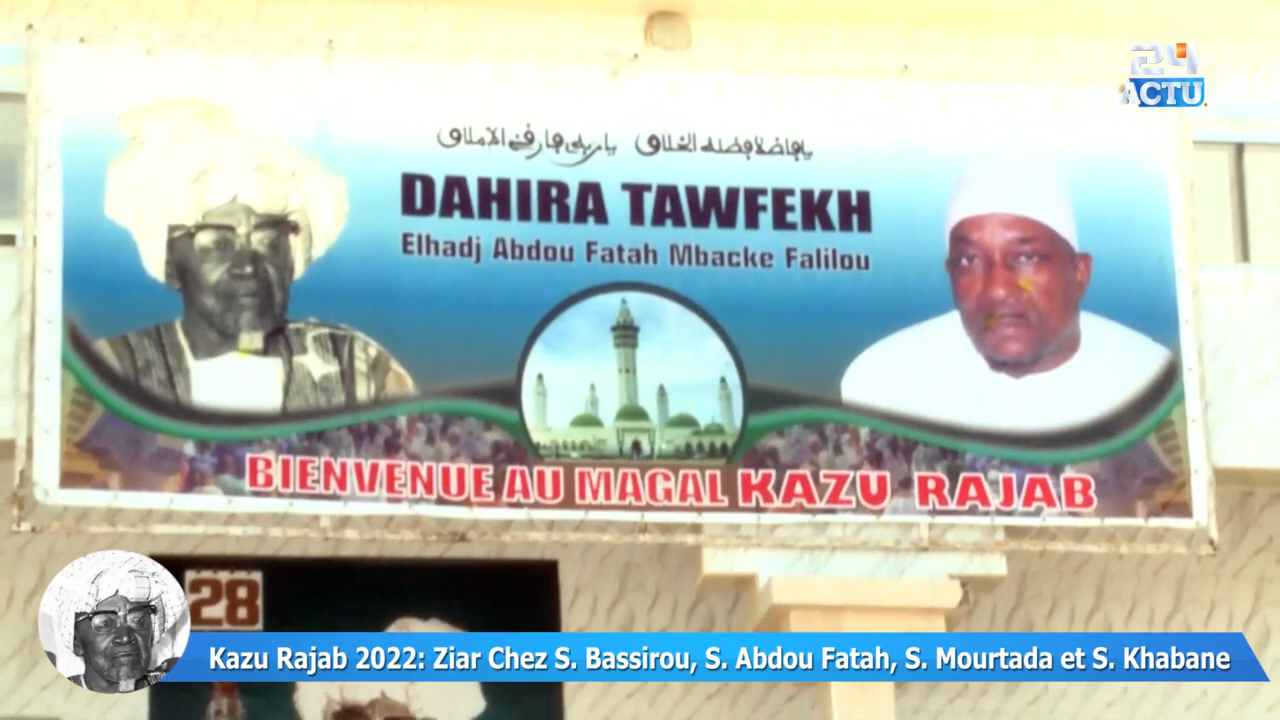 24
ACTU
DAHIRA TAWFEKH
Elhadj Abdou Fatah Mbacke Falilou
BIENVENUE AU MAGAL KAZU RAJAB
28
Kazu Rajab 2022: Ziar Chez S. Bassirou, S. Abdou Fatah, S. Mourtada et S. Khabane